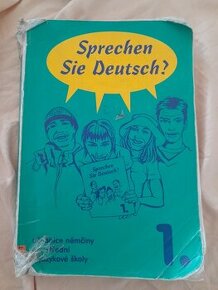 Sprechen
Sie Deutsch?
Sprechen
Sie Deutsch?
1.
němčiny
střední
jazykové školy
1.